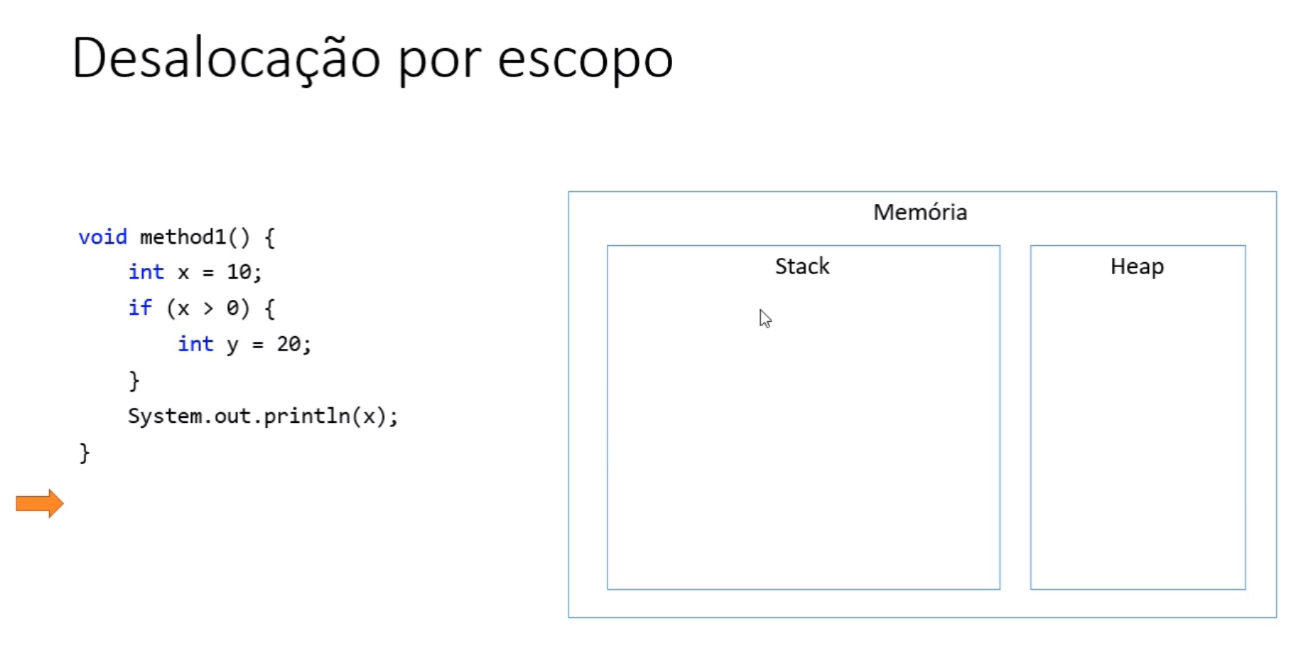 Desalocação por escopo
void method1() {
    int x = 10;
    if (x > 0) {
        int y = 20;
    }
    System.out.println(x);
}
Memória
Stack
Heap